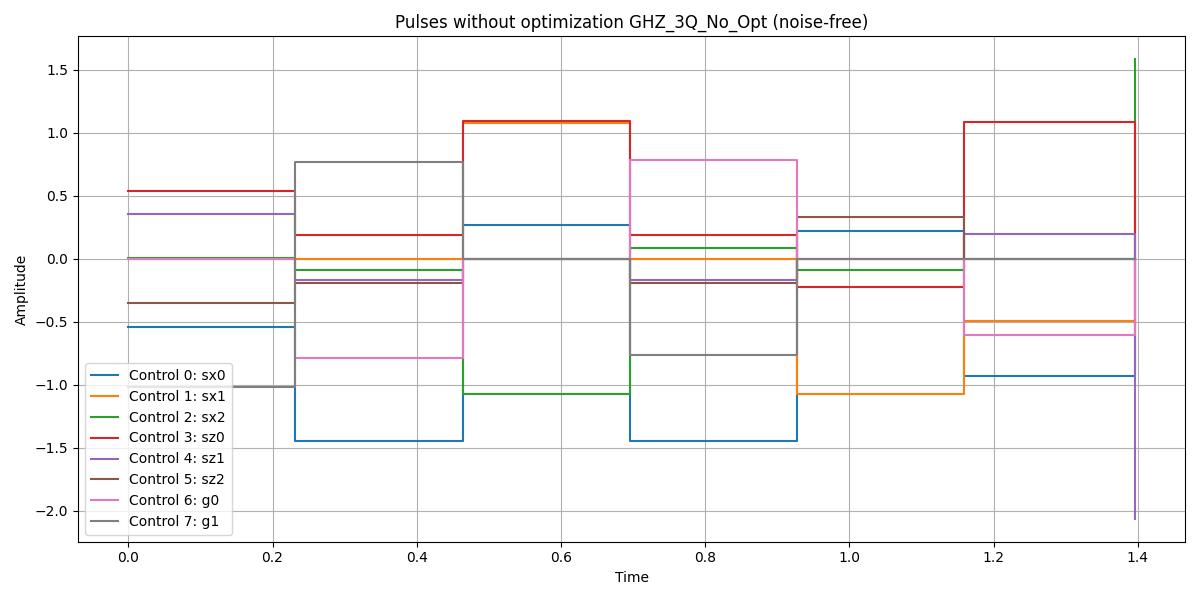 Pulses without optimization GHZ_3Q_No_Opt (noise-free)
1.5
1.0
0.5
0.0
−0.5
−1.0
−1.5
−2.0
Amplitude
Control 0: sx0
Control 1: sx1
Control 2: sx2
Control 3: sz0
Control 4: sz1
Control 5: sz2
Control 6: g0
Control 7: g1
0.0 0.2 0.4 0.6 0.8 1.0 1.2 1.4
Time